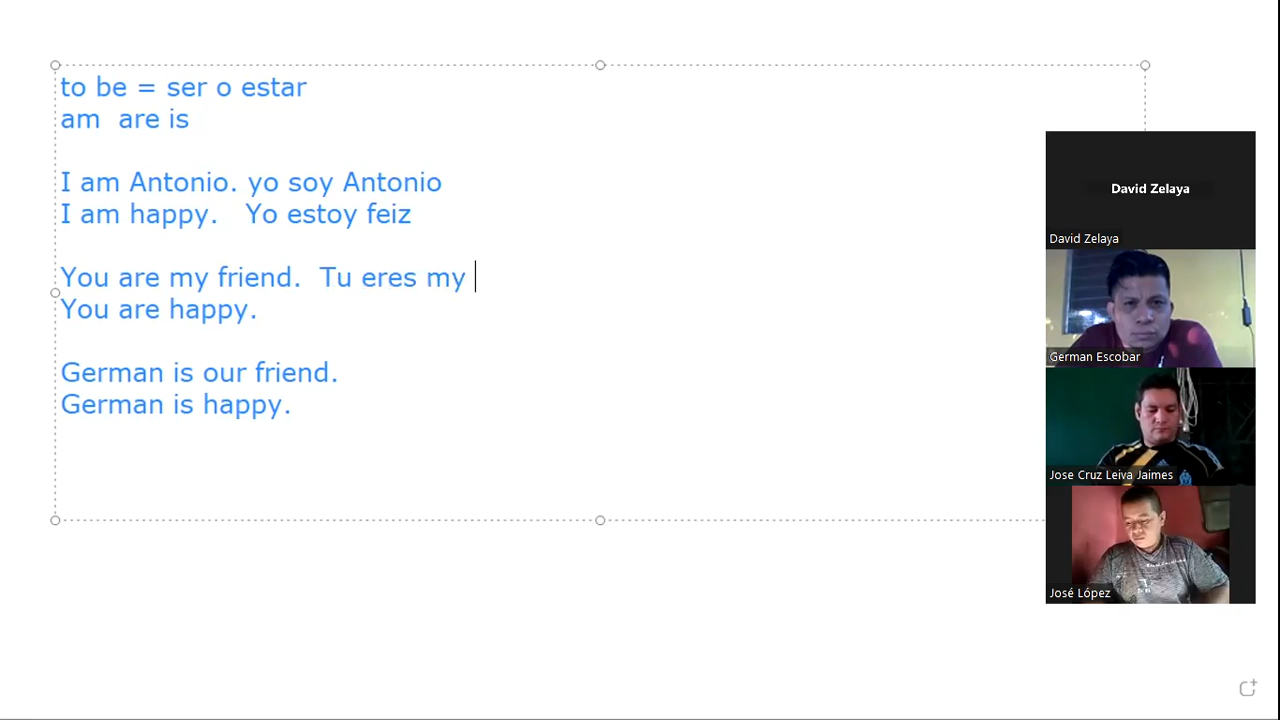 to be = ser o estar
am are is
I am Antonio. yo soy Antonio
I am happy. Yo estoy feiz
You are my friend. Tu eres my
You are happy.
German is our friend.
German is happy.
David Zelaya
David Zelaya
German Escobar
Jose Cruz Leiva Jaimes
José López